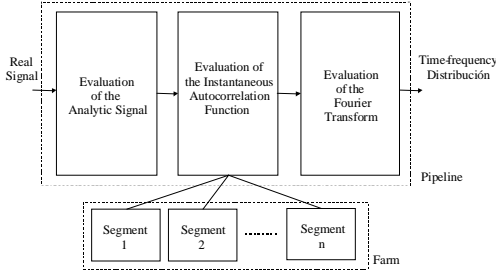 Real
Signal
Evaluation
of the
Analytic Signal
Evaluation of
the Instantaneous
Autocorrelation
Function
Evaluation
of the
Fourier
Transform
Time-frequency
Distribución
Pipeline
Segment
1
Segment
2
........
Segment
n
Farm